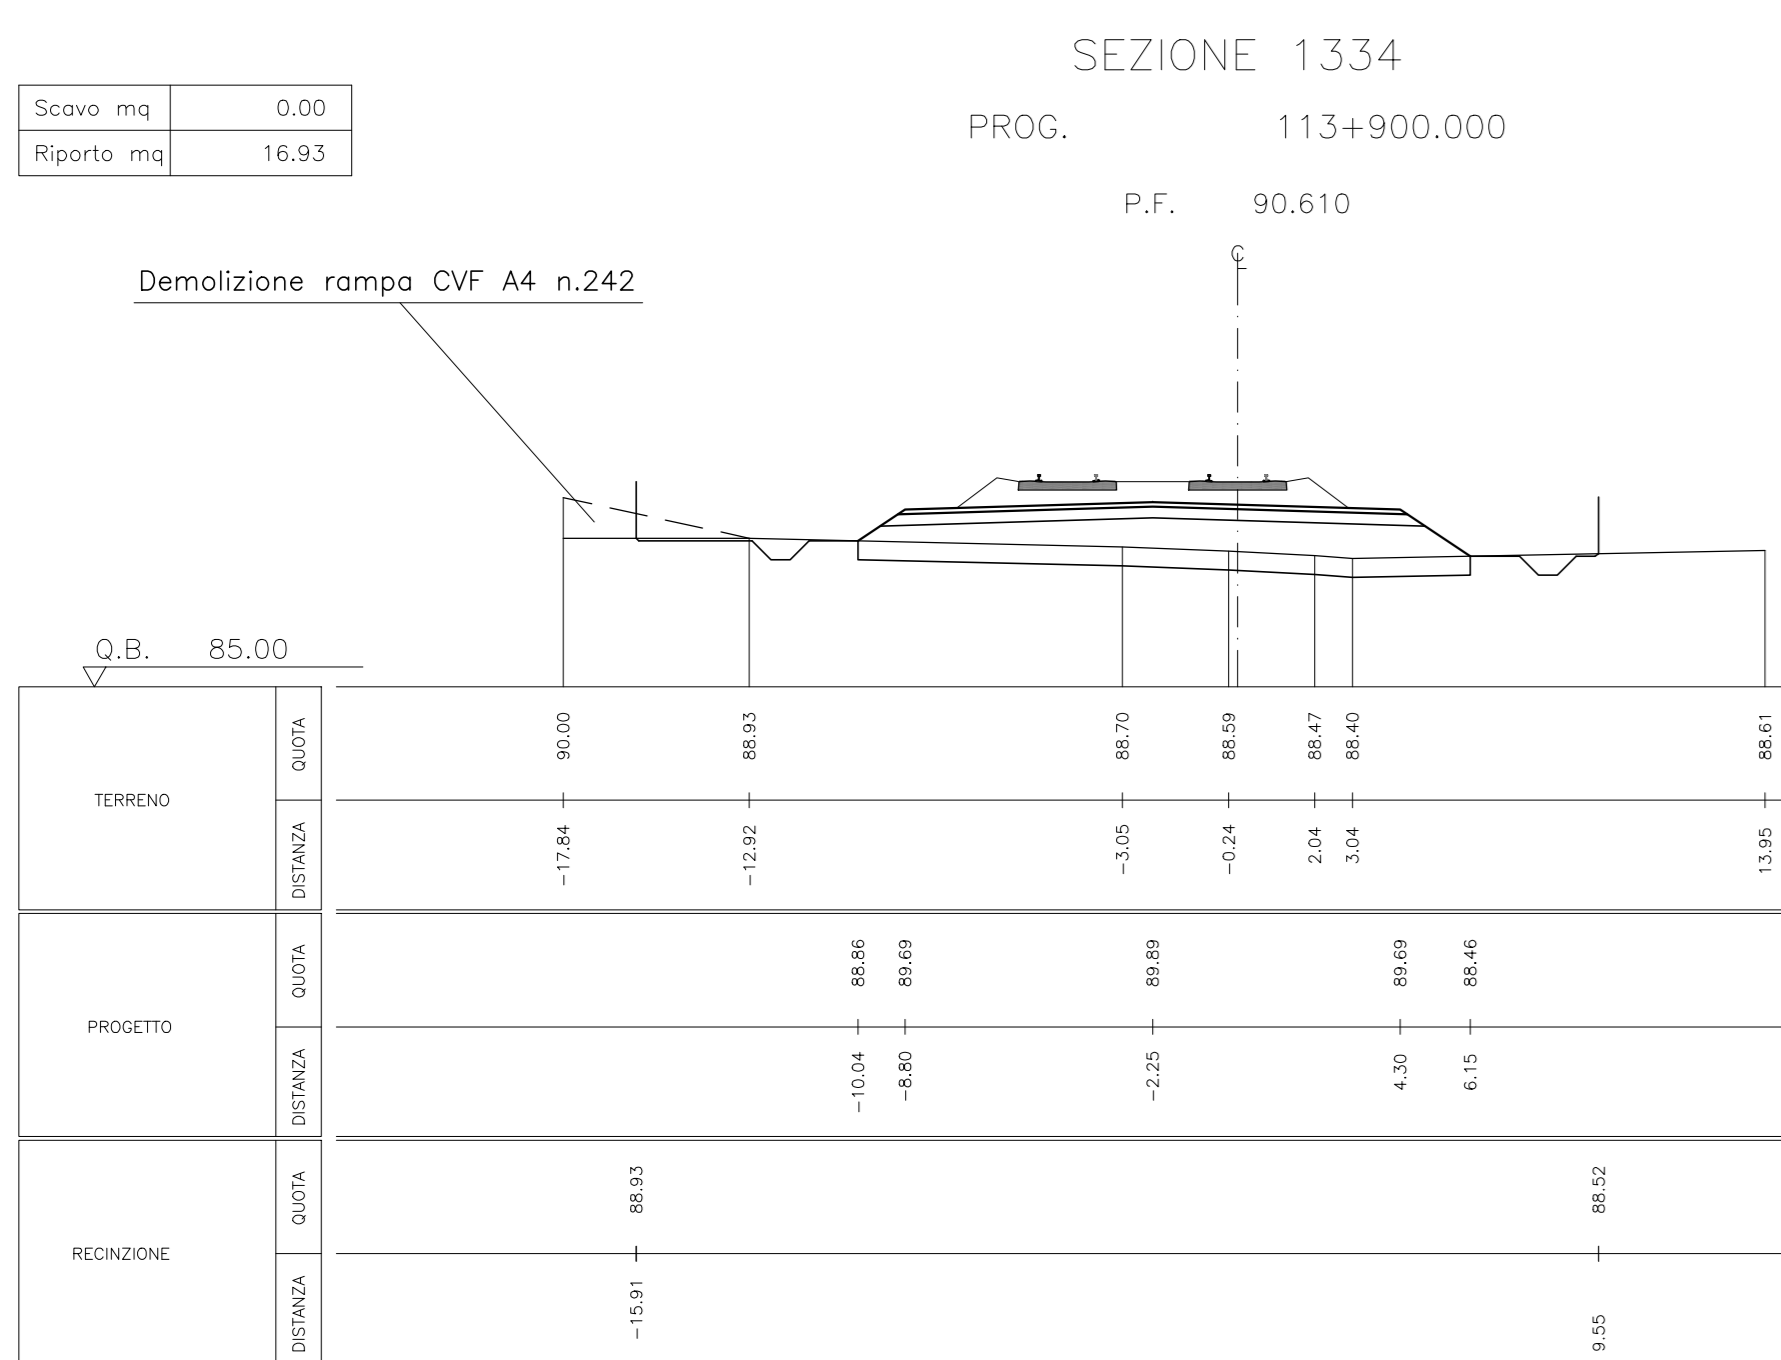 SEZIONE 1334
PROG. 113+900.000
P.F. 90.610
Scavo mq 0.00
Riporto mq 16.93
Demolizione rampa CVF A4 n.242
Q.B. 85.00
TERRENO
QUOTA
90.00 88.93 88.70 88.59 88.47 88.40 88.61
DISTANZA
-17.84 -12.92 -3.05 -0.24 2.04 3.04 13.95
PROGETTO
QUOTA
88.86 89.69 89.89 89.69 88.46
DISTANZA
-10.04 -8.80 -2.25 4.30 6.15
RECINZIONE
QUOTA
88.93 88.52
DISTANZA
-15.91 9.55